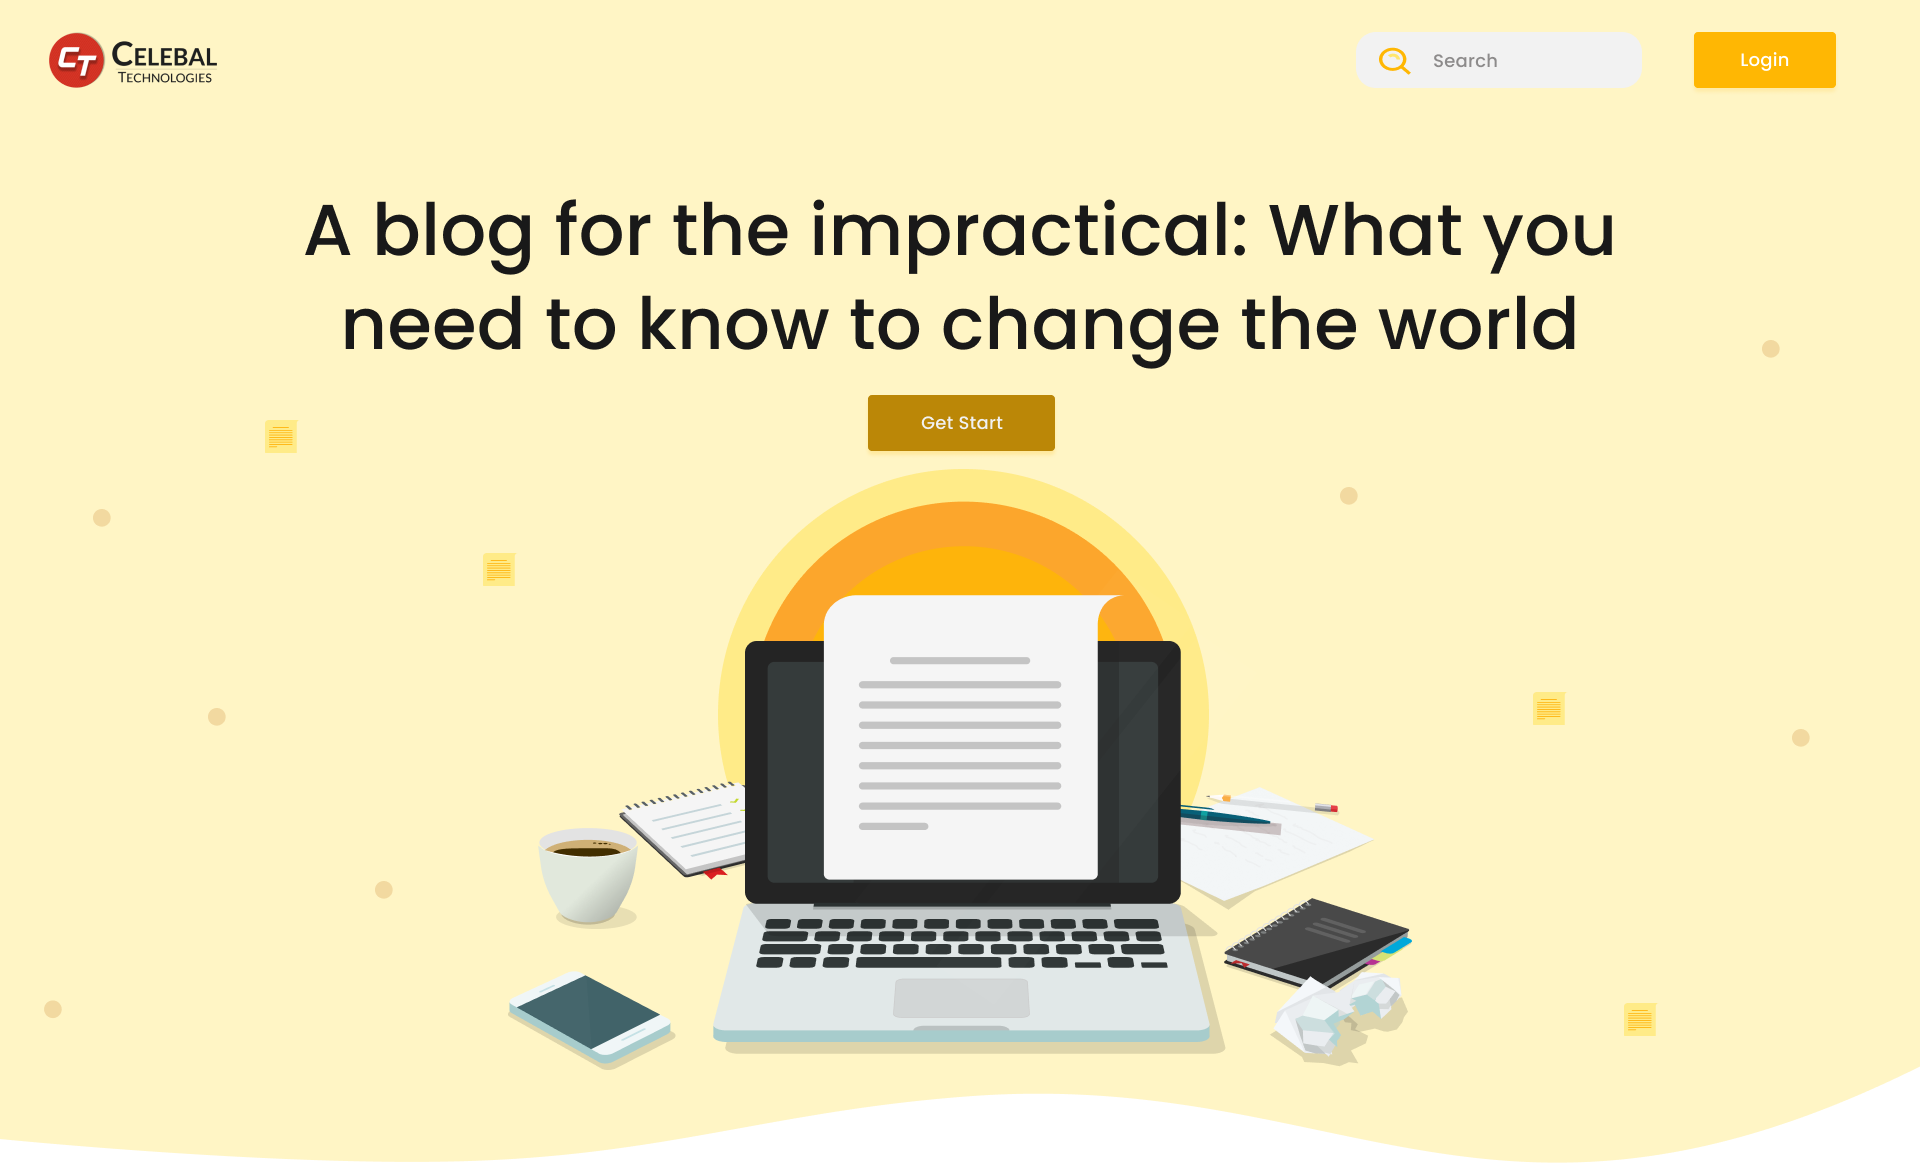 CT CELEBAL
TECHNOLOGIES
Search
Login
A blog for the impractical: What you
need to know to change the world
Get Start